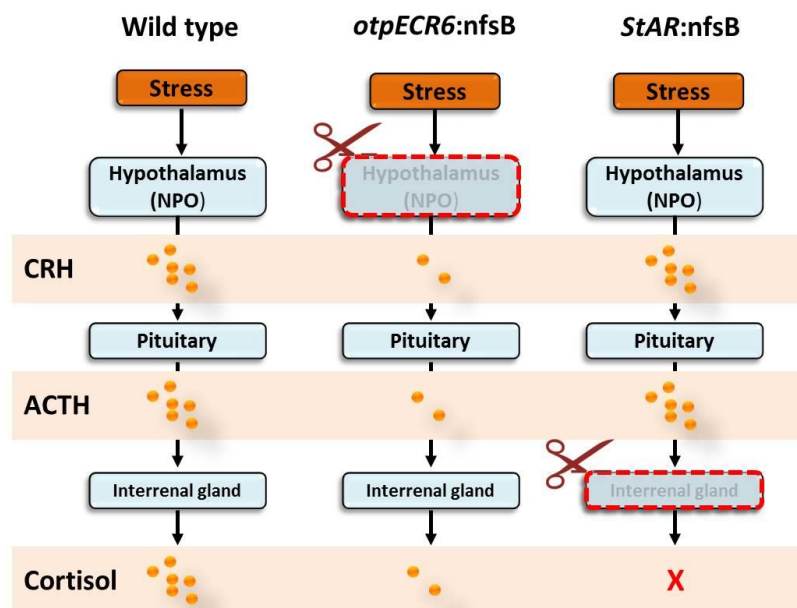 Wild type
otpECR6:nfsB
StAR:nfsB
Stress
Stress
Stress
Hypothalamus
(NPO)
Hypothalamus
(NPO)
Hypothalamus
(NPO)
CRH
Pituitary
Pituitary
Pituitary
ACTH
Interrenal gland
Interrenal gland
Interrenal gland
Cortisol
X